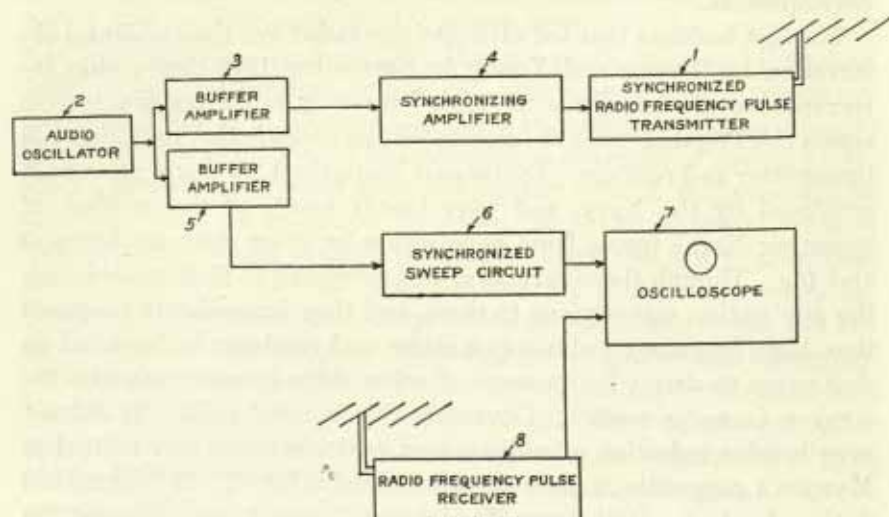 3
BUFFER
AMPLIFIER
4
SYNCHRONIZING
AMPLIFIER
1
SYNCHRONIZED
RADIO FREQUENCY PULSE
TRANSMITTER
2
AUDIO
OSCILLATOR
BUFFER
AMPLIFIER
5
6
SYNCHRONIZED
SWEEP CIRCUIT
7
OSCILLOSCOPE
8
RADIO FREQUENCY PULSE
RECEIVER